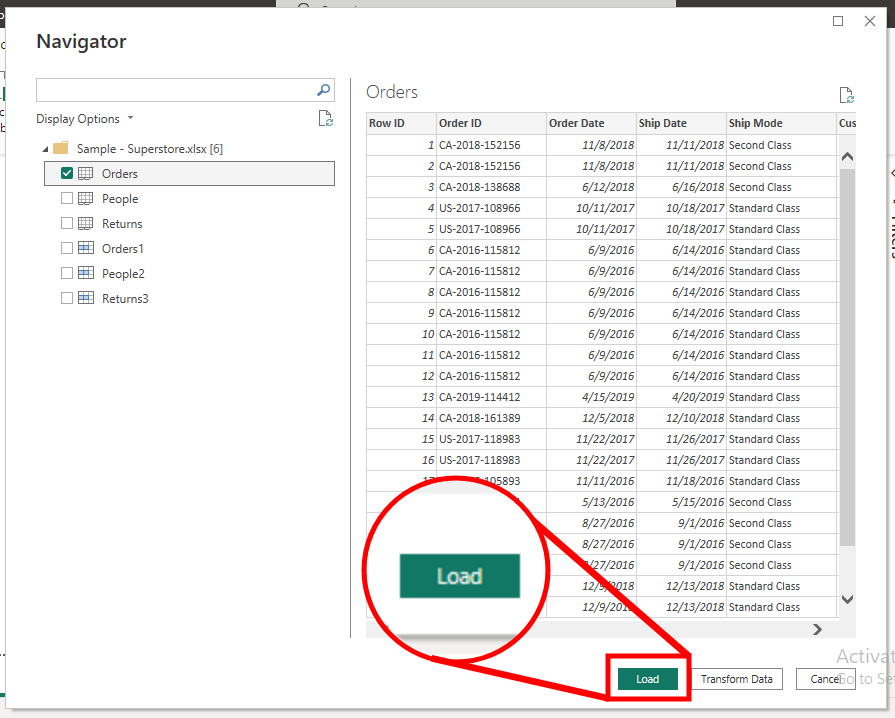 Navigator
Display Options
Sample - Superstore.xlsx [6]
Orders
People
Returns
Orders1
People2
Returns3
Orders
Row ID Order ID Order Date Ship Date Ship Mode Cus
1 CA-2018-152156 11/8/2018 11/11/2018 Second Class
2 CA-2018-152156 11/8/2018 11/11/2018 Second Class
3 CA-2018-138688 6/12/2018 6/16/2018 Second Class
4 US-2017-108966 10/11/2017 10/18/2017 Standard Class
5 US-2017-108966 10/11/2017 10/18/2017 Standard Class
6 CA-2016-115812 6/9/2016 6/14/2016 Standard Class
7 CA-2016-115812 6/9/2016 6/14/2016 Standard Class
8 CA-2016-115812 6/9/2016 6/14/2016 Standard Class
9 CA-2016-115812 6/9/2016 6/14/2016 Standard Class
10 CA-2016-115812 6/9/2016 6/14/2016 Standard Class
11 CA-2016-115812 6/9/2016 6/14/2016 Standard Class
12 CA-2016-115812 6/9/2016 6/14/2016 Standard Class
13 CA-2019-114412 4/15/2019 4/20/2019 Standard Class
14 CA-2018-161389 12/5/2018 12/10/2018 Standard Class
15 US-2017-118983 11/22/2017 11/26/2017 Standard Class
16 US-2017-118983 11/22/2017 11/26/2017 Standard Class
17 105893 11/11/2016 11/18/2016 Standard Class
5/13/2016 5/15/2016 Second Class
8/27/2016 9/1/2016 Second Class
8/27/2016 9/1/2016 Second Class
8/27/2016 9/1/2016 Second Class
12/9/2018 12/13/2018 Standard Class
12/9/2018 12/13/2018 Standard Class
Load
Load Transform Data Cancel
Activat
Go to Set
Filters